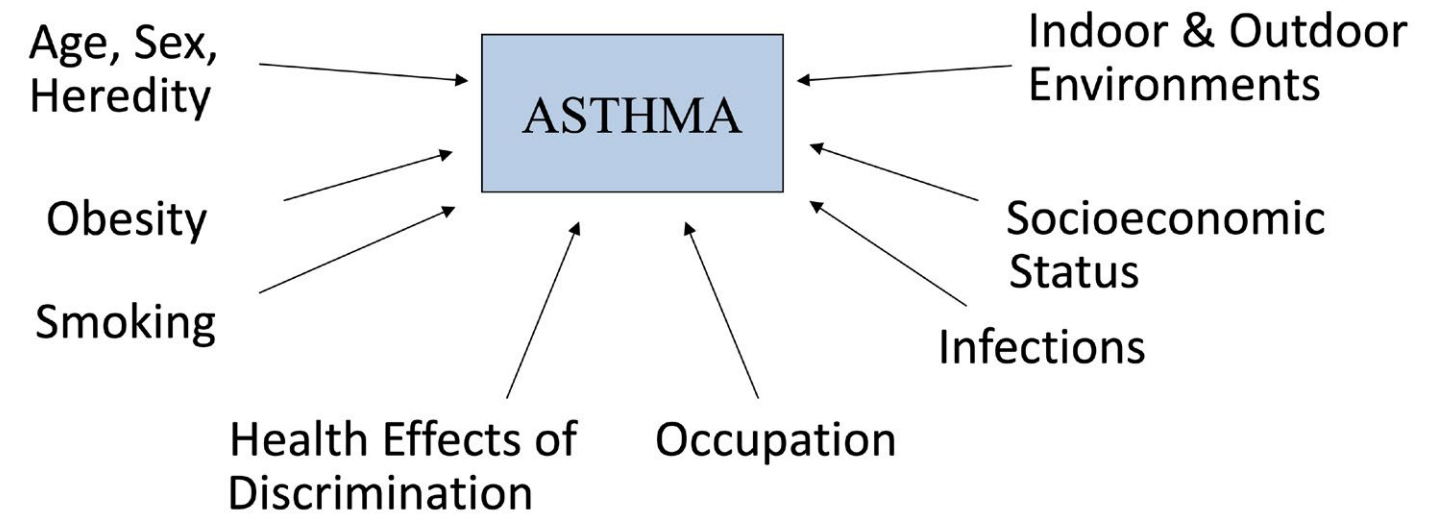 Age, Sex,
Heredity
ASTHMA
Indoor & Outdoor
Environments
Obesity
Socioeconomic
Status
Smoking
Infections
Health Effects of
Discrimination
Occupation